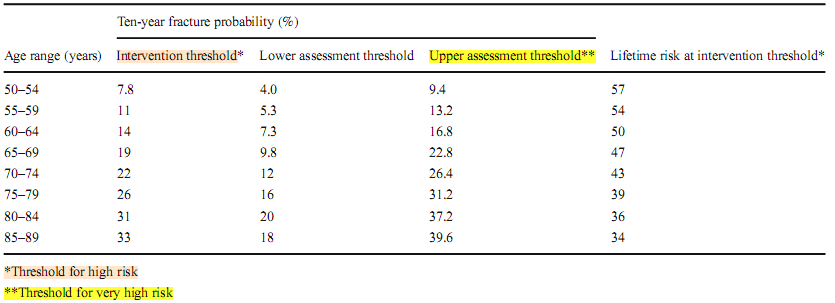 Ten-year fracture probability (%)
Age range (years) Intervention threshold* Lower assessment threshold Upper assessment threshold** Lifetime risk at intervention threshold*
50–54 7.8 4.0 9.4 57
55–59 11 5.3 13.2 54
60–64 14 7.3 16.8 50
65–69 19 9.8 22.8 47
70–74 22 12 26.4 43
75–79 26 16 31.2 39
80–84 31 20 37.2 36
85–89 33 18 39.6 34
*Threshold for high risk
**Threshold for very high risk